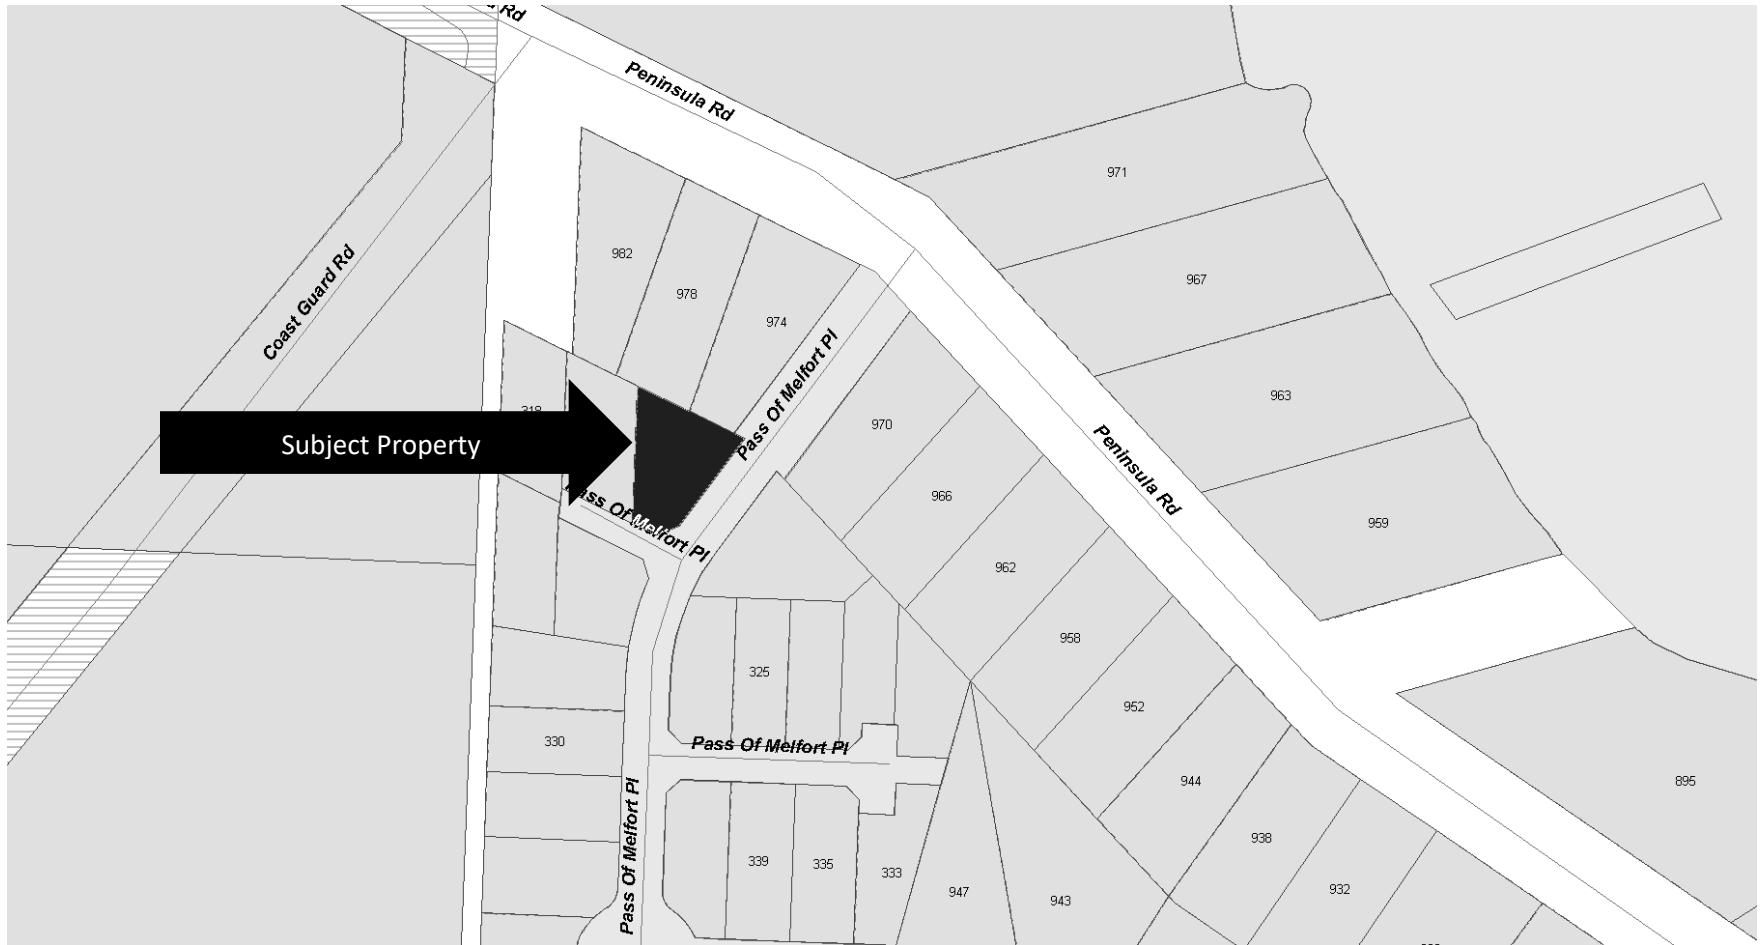 Rd
Peninsula Rd
971
982
967
978
Coast Guard Rd
974
Pass Of Melfort Pl
963
318
970
Subject Property
Peninsula Rd
966
959
Pass Of Melfort Pl
962
958
325
952
330
Pass Of Melfort Pl
944
895
Pass Of Melfort Pl
938
339
335
333
932
947
943